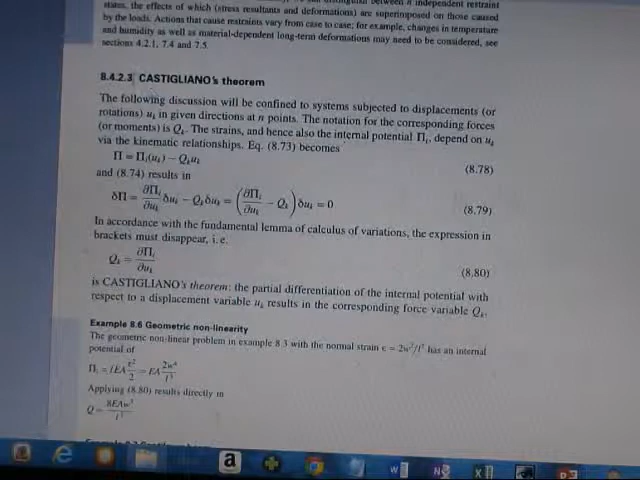 states, the effects of which (stress resultants and deformations) are superimposed on those caused
by the loads. Actions that cause restraints vary from case to case; for example, changes in temperature
and humidity as well as material-dependent long-term deformations may need to be considered, see
sections 4.2.1, 7.4 and 7.5.
8.4.2.3 CASTIGLIANO's theorem
The following discussion will be confined to systems subjected to displacements (or
rotations) uₖ in given directions at n points. The notation for the corresponding forces
(or moments) is Qₖ. The strains, and hence also the internal potential Πᵢ, depend on uₖ
via the kinematic relationships. Eq. (8.73) becomes
Π = Πᵢ(uₖ) − Qₖuₖ (8.78)
and (8.74) results in
δΠ = ∂Πᵢ/∂uₖ δuₖ − Qₖδuₖ = (∂Πᵢ/∂uₖ − Qₖ) δuₖ = 0 (8.79)
In accordance with the fundamental lemma of calculus of variations, the expression in
brackets must disappear, i. e.
Qₖ = ∂Πᵢ/∂uₖ (8.80)
is CASTIGLIANO's theorem: the partial differentiation of the internal potential with
respect to a displacement variable uₖ results in the corresponding force variable Qₖ.
Example 8.6 Geometric non-linearity
The geometric non-linear problem in example 8.3 with the normal strain ε = 2w²/l² has an internal
potential of
Πᵢ = lEA ε²/2 = EA 2w⁴/l³
Applying (8.80) results directly in
Q = 8EAw³/l³
a